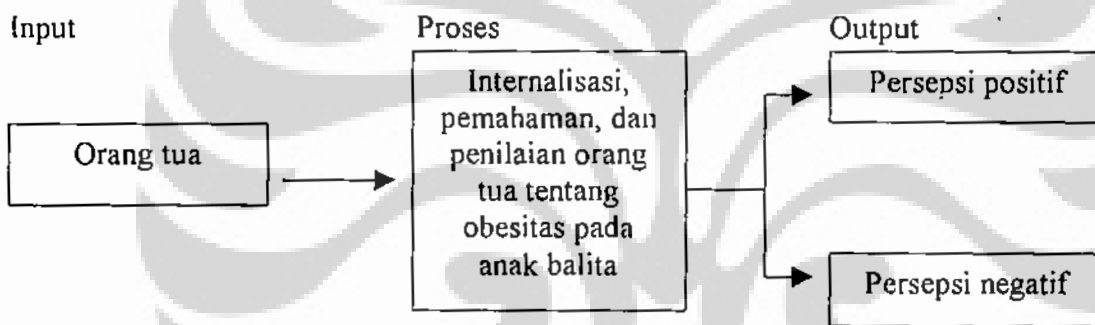 Input
Proses
Output
Orang tua
Internalisasi,
pemahaman, dan
penilaian orang
tua tentang
obesitas pada
anak balita
Persepsi positif
Persepsi negatif